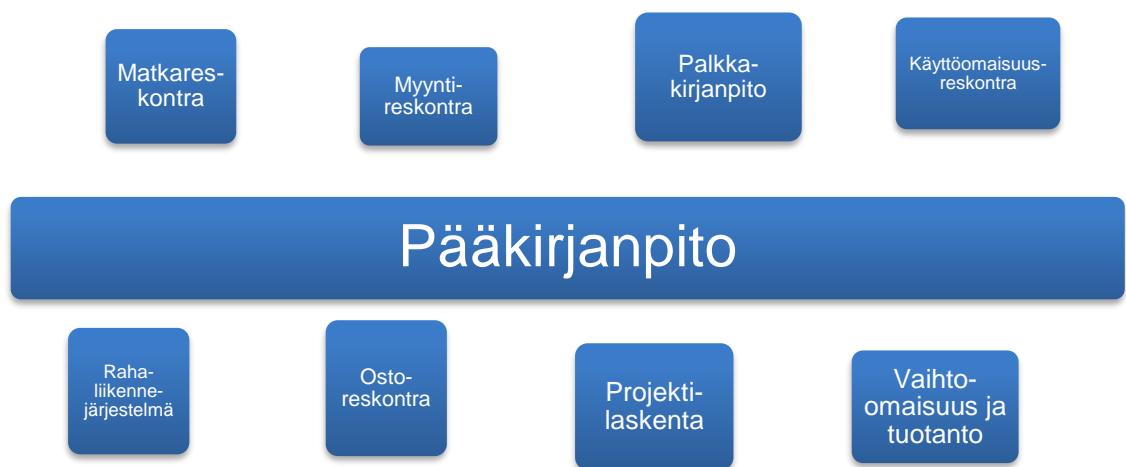 Matkares-
kontra
Myynti-
reskontra
Palkka-
kirjanpito
Käyttöomaisuus-
reskontra
Pääkirjanpito
Raha-
liikenne-
järjestelmä
Osto-
reskontra
Projekti-
laskenta
Vaihto-
omaisuus ja
tuotanto